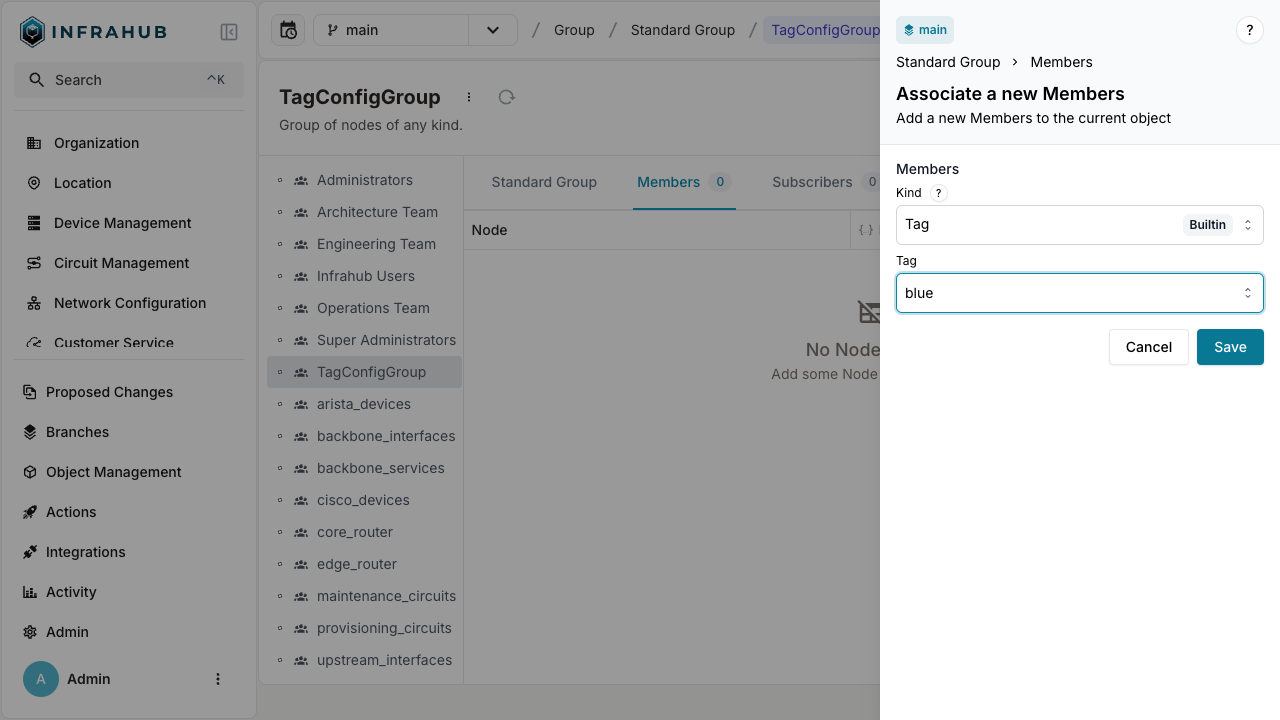 INFRAHUB
Search ^K
Organization
Location
Device Management
Circuit Management
Network Configuration
Customer Service
Proposed Changes
Branches
Object Management
Actions
Integrations
Activity
Admin
A Admin
main / Group / Standard Group / TagConfigGroup
TagConfigGroup
Group of nodes of any kind.
Administrators
Architecture Team
Engineering Team
Infrahub Users
Operations Team
Super Administrators
TagConfigGroup
arista_devices
backbone_interfaces
backbone_services
cisco_devices
core_router
edge_router
maintenance_circuits
provisioning_circuits
upstream_interfaces
Standard Group Members 0 Subscribers 0
Node {..}
No Node
Add some Node
main ?
Standard Group > Members
Associate a new Members
Add a new Members to the current object
Members
Kind ?
Tag Builtin
Tag
blue
Cancel Save